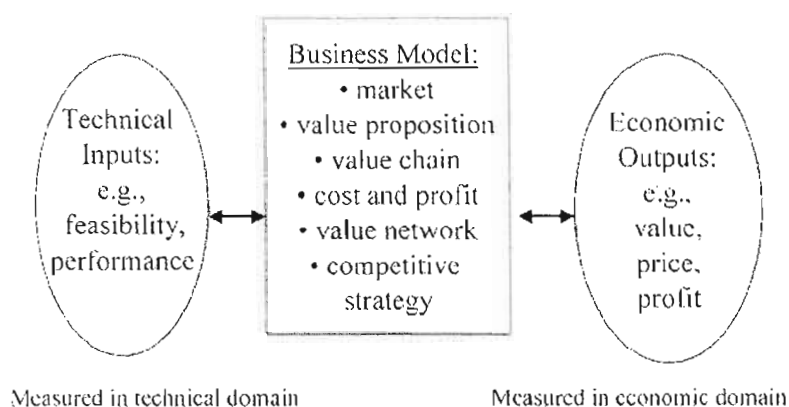 Technical
Inputs:
e.g.,
feasibility,
performance
Business Model:
• market
• value proposition
• value chain
• cost and profit
• value network
• competitive
strategy
Economic
Outputs:
e.g.,
value,
price,
profit
Measured in technical domain
Measured in economic domain